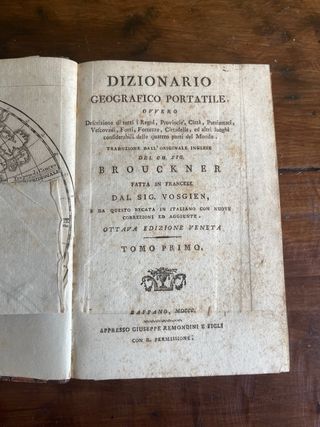 DIZIONARIO
GEOGRAFICO PORTATILE,
OVVERO
Descrizione di tutti i Regni, Provincie, Città, Patriarcati,
Vescovadi, Forti, Fortezze, Cittadelle, ed altri luoghi
considerabili delle quattro parti del Mondo:
TRADUZIONE DALL' ORIGINALE INGLESE
DEL CH. SIG.
BROUCKNER
FATTA IN FRANCESE
DAL SIG. VOSGIEN,
E DA QUESTO RECATA IN ITALIANO CON NUOVE
CORREZIONI ED AGGIUNTE.
OTTAVA EDIZIONE VENETA
TOMO PRIMO.
BASSANO, MDCCC.
APPRESSO GIUSEPPE REMONDINI E FIGLI
CON R. PERMISSIONE.